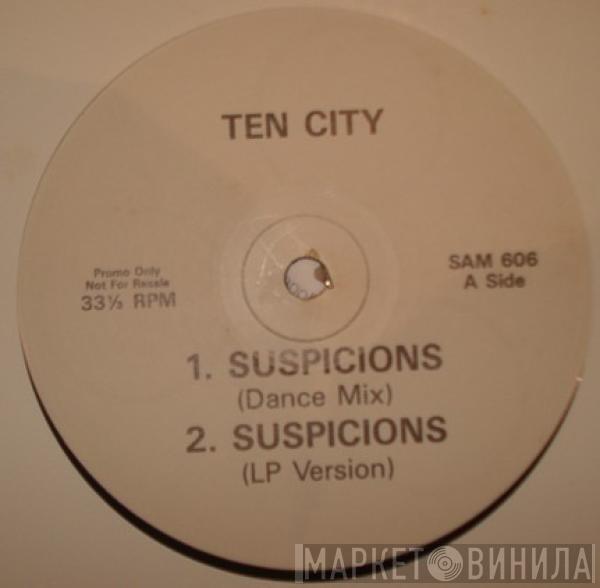 TEN CITY
Promo Only
Not For Resale
33⅓ RPM
SAM 606
A Side
1. SUSPICIONS
(Dance Mix)
2. SUSPICIONS
(LP Version)
МАРКЕТ ВИНИЛА